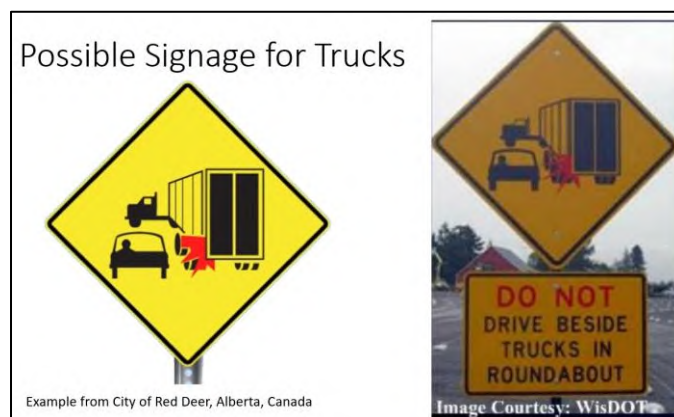 Possible Signage for Trucks
Example from City of Red Deer, Alberta, Canada
DO NOT
DRIVE BESIDE
TRUCKS IN
ROUNDABOUT
Image Courtesy: WisDOT